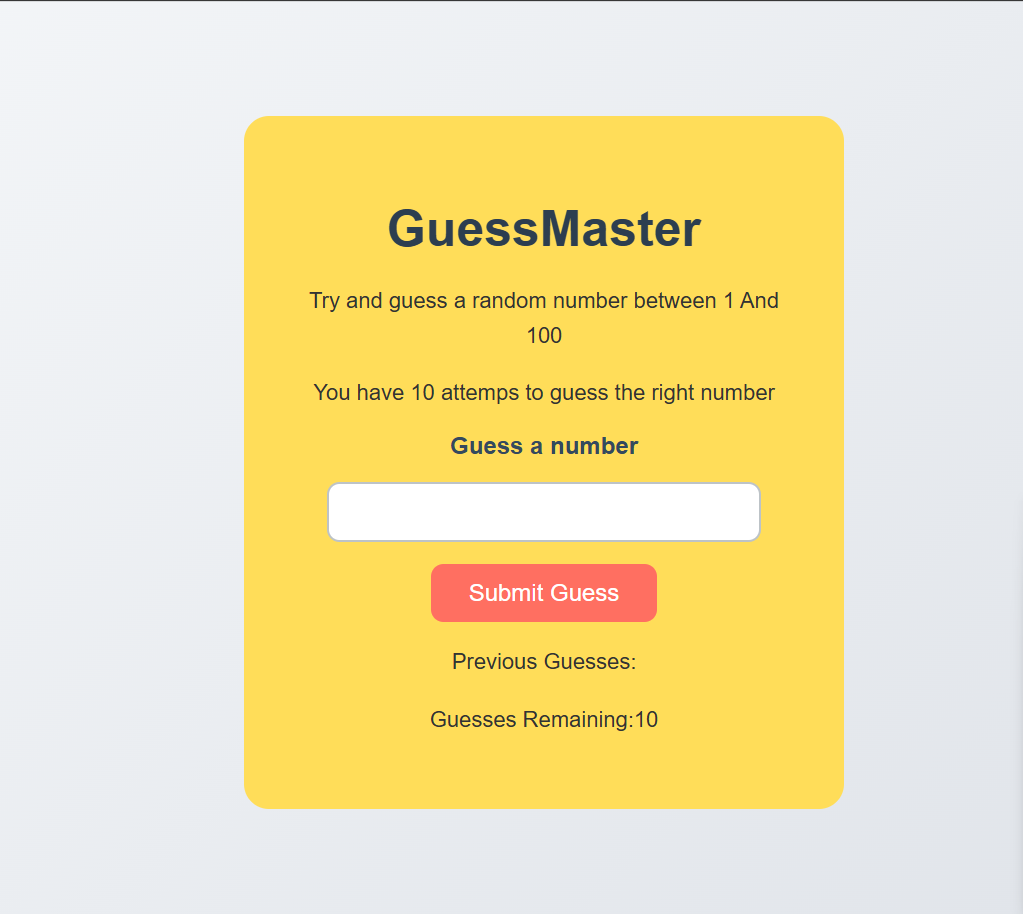 GuessMaster
Try and guess a random number between 1 And
100
You have 10 attemps to guess the right number
Guess a number
Submit Guess
Previous Guesses:
Guesses Remaining:10